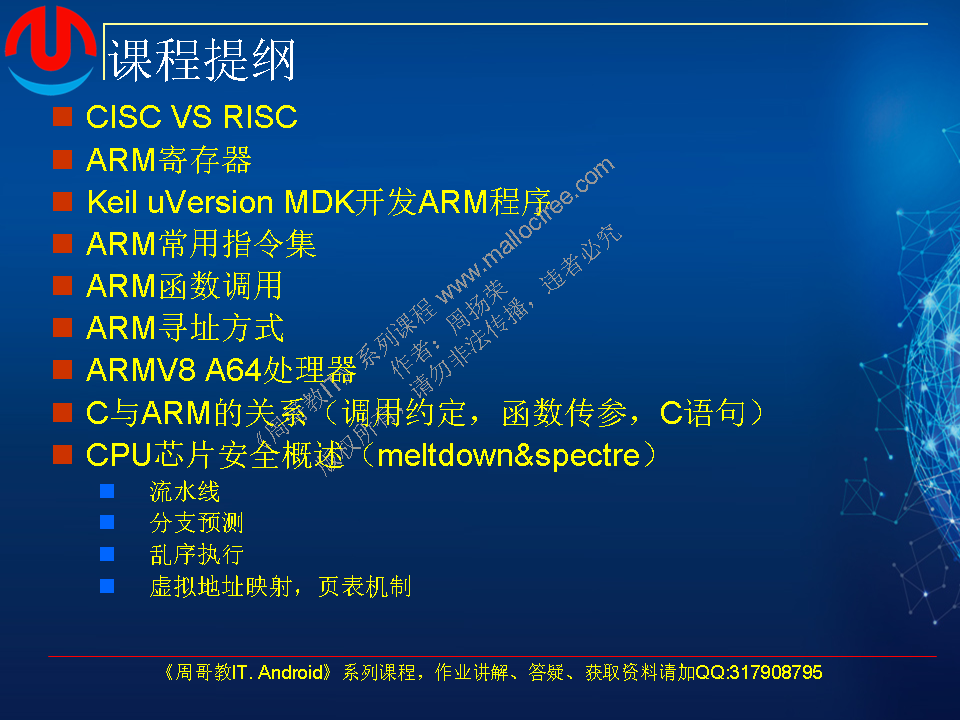 课程提纲
CISC VS RISC
ARM寄存器
Keil uVersion MDK开发ARM程序
ARM常用指令集
ARM函数调用
ARM寻址方式
ARMV8 A64处理器
C与ARM的关系（调用约定，函数传参，C语句）
CPU芯片安全概述（meltdown&spectre）
流水线
分支预测
乱序执行
虚拟地址映射，页表机制
《周哥教IT》系列课程 www.mallocfree.com
作者：周扬荣
版权所有，请勿非法传播，违者必究
《周哥教IT. Android》系列课程，作业讲解、答疑、获取资料请加QQ:317908795